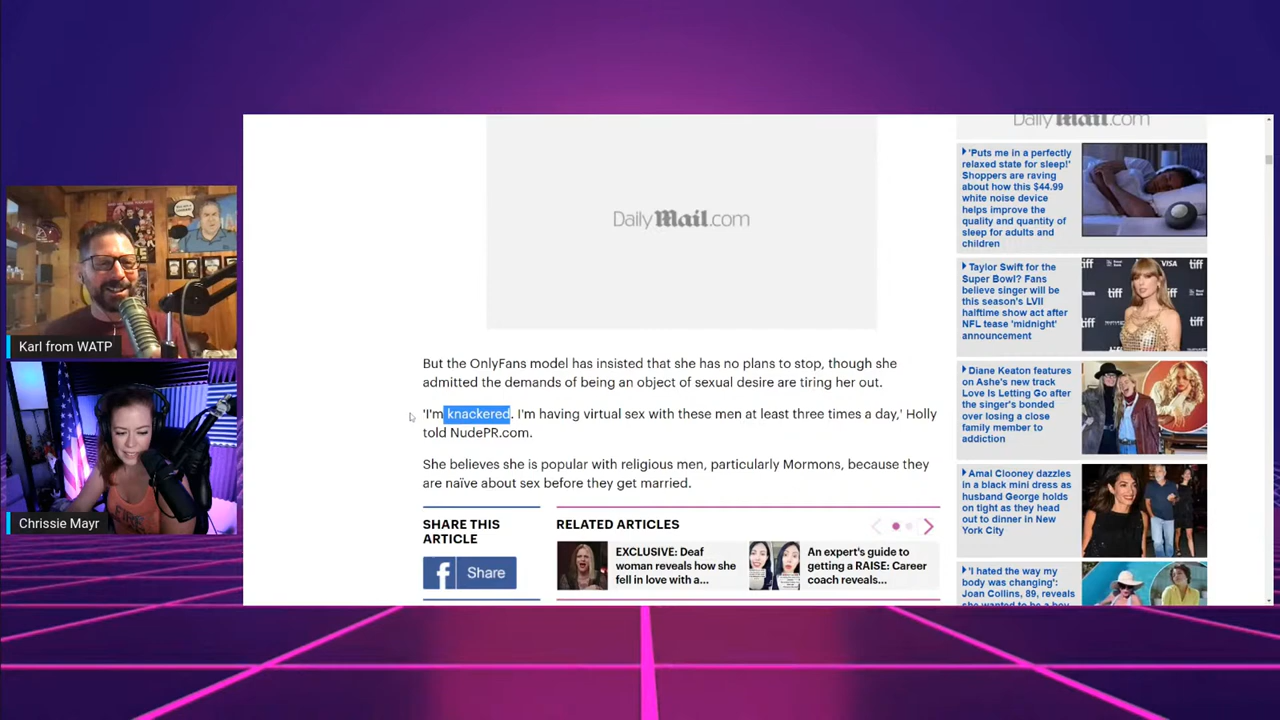 Karl from WATP
Chrissie Mayr
DailyMail.com
But the OnlyFans model has insisted that she has no plans to stop, though she
admitted the demands of being an object of sexual desire are tiring her out.
'I'm knackered. I'm having virtual sex with these men at least three times a day,' Holly
told NudePR.com.
She believes she is popular with religious men, particularly Mormons, because they
are naïve about sex before they get married.
SHARE THIS
ARTICLE
Share
RELATED ARTICLES
EXCLUSIVE: Deaf
woman reveals how she
fell in love with a...
An expert's guide to
getting a RAISE: Career
coach reveals...
DailyMail.com
'Puts me in a perfectly
relaxed state for sleep!'
Shoppers are raving
about how this $44.99
white noise device
helps improve the
quality and quantity of
sleep for adults and
children
Taylor Swift for the
Super Bowl? Fans
believe singer will be
this season's LVII
halftime show act after
NFL tease 'midnight'
announcement
tiff
VISA
tiff
tiff
Diane Keaton features
on Ashe's new track
Love Is Letting Go after
the singer's bonded
over losing a close
family member to
addiction
Amal Clooney dazzles
in a black mini dress as
husband George holds
on tight as they head
out to dinner in New
York City
'I hated the way my
body was changing':
Joan Collins, 89, reveals
she wanted to be a boy